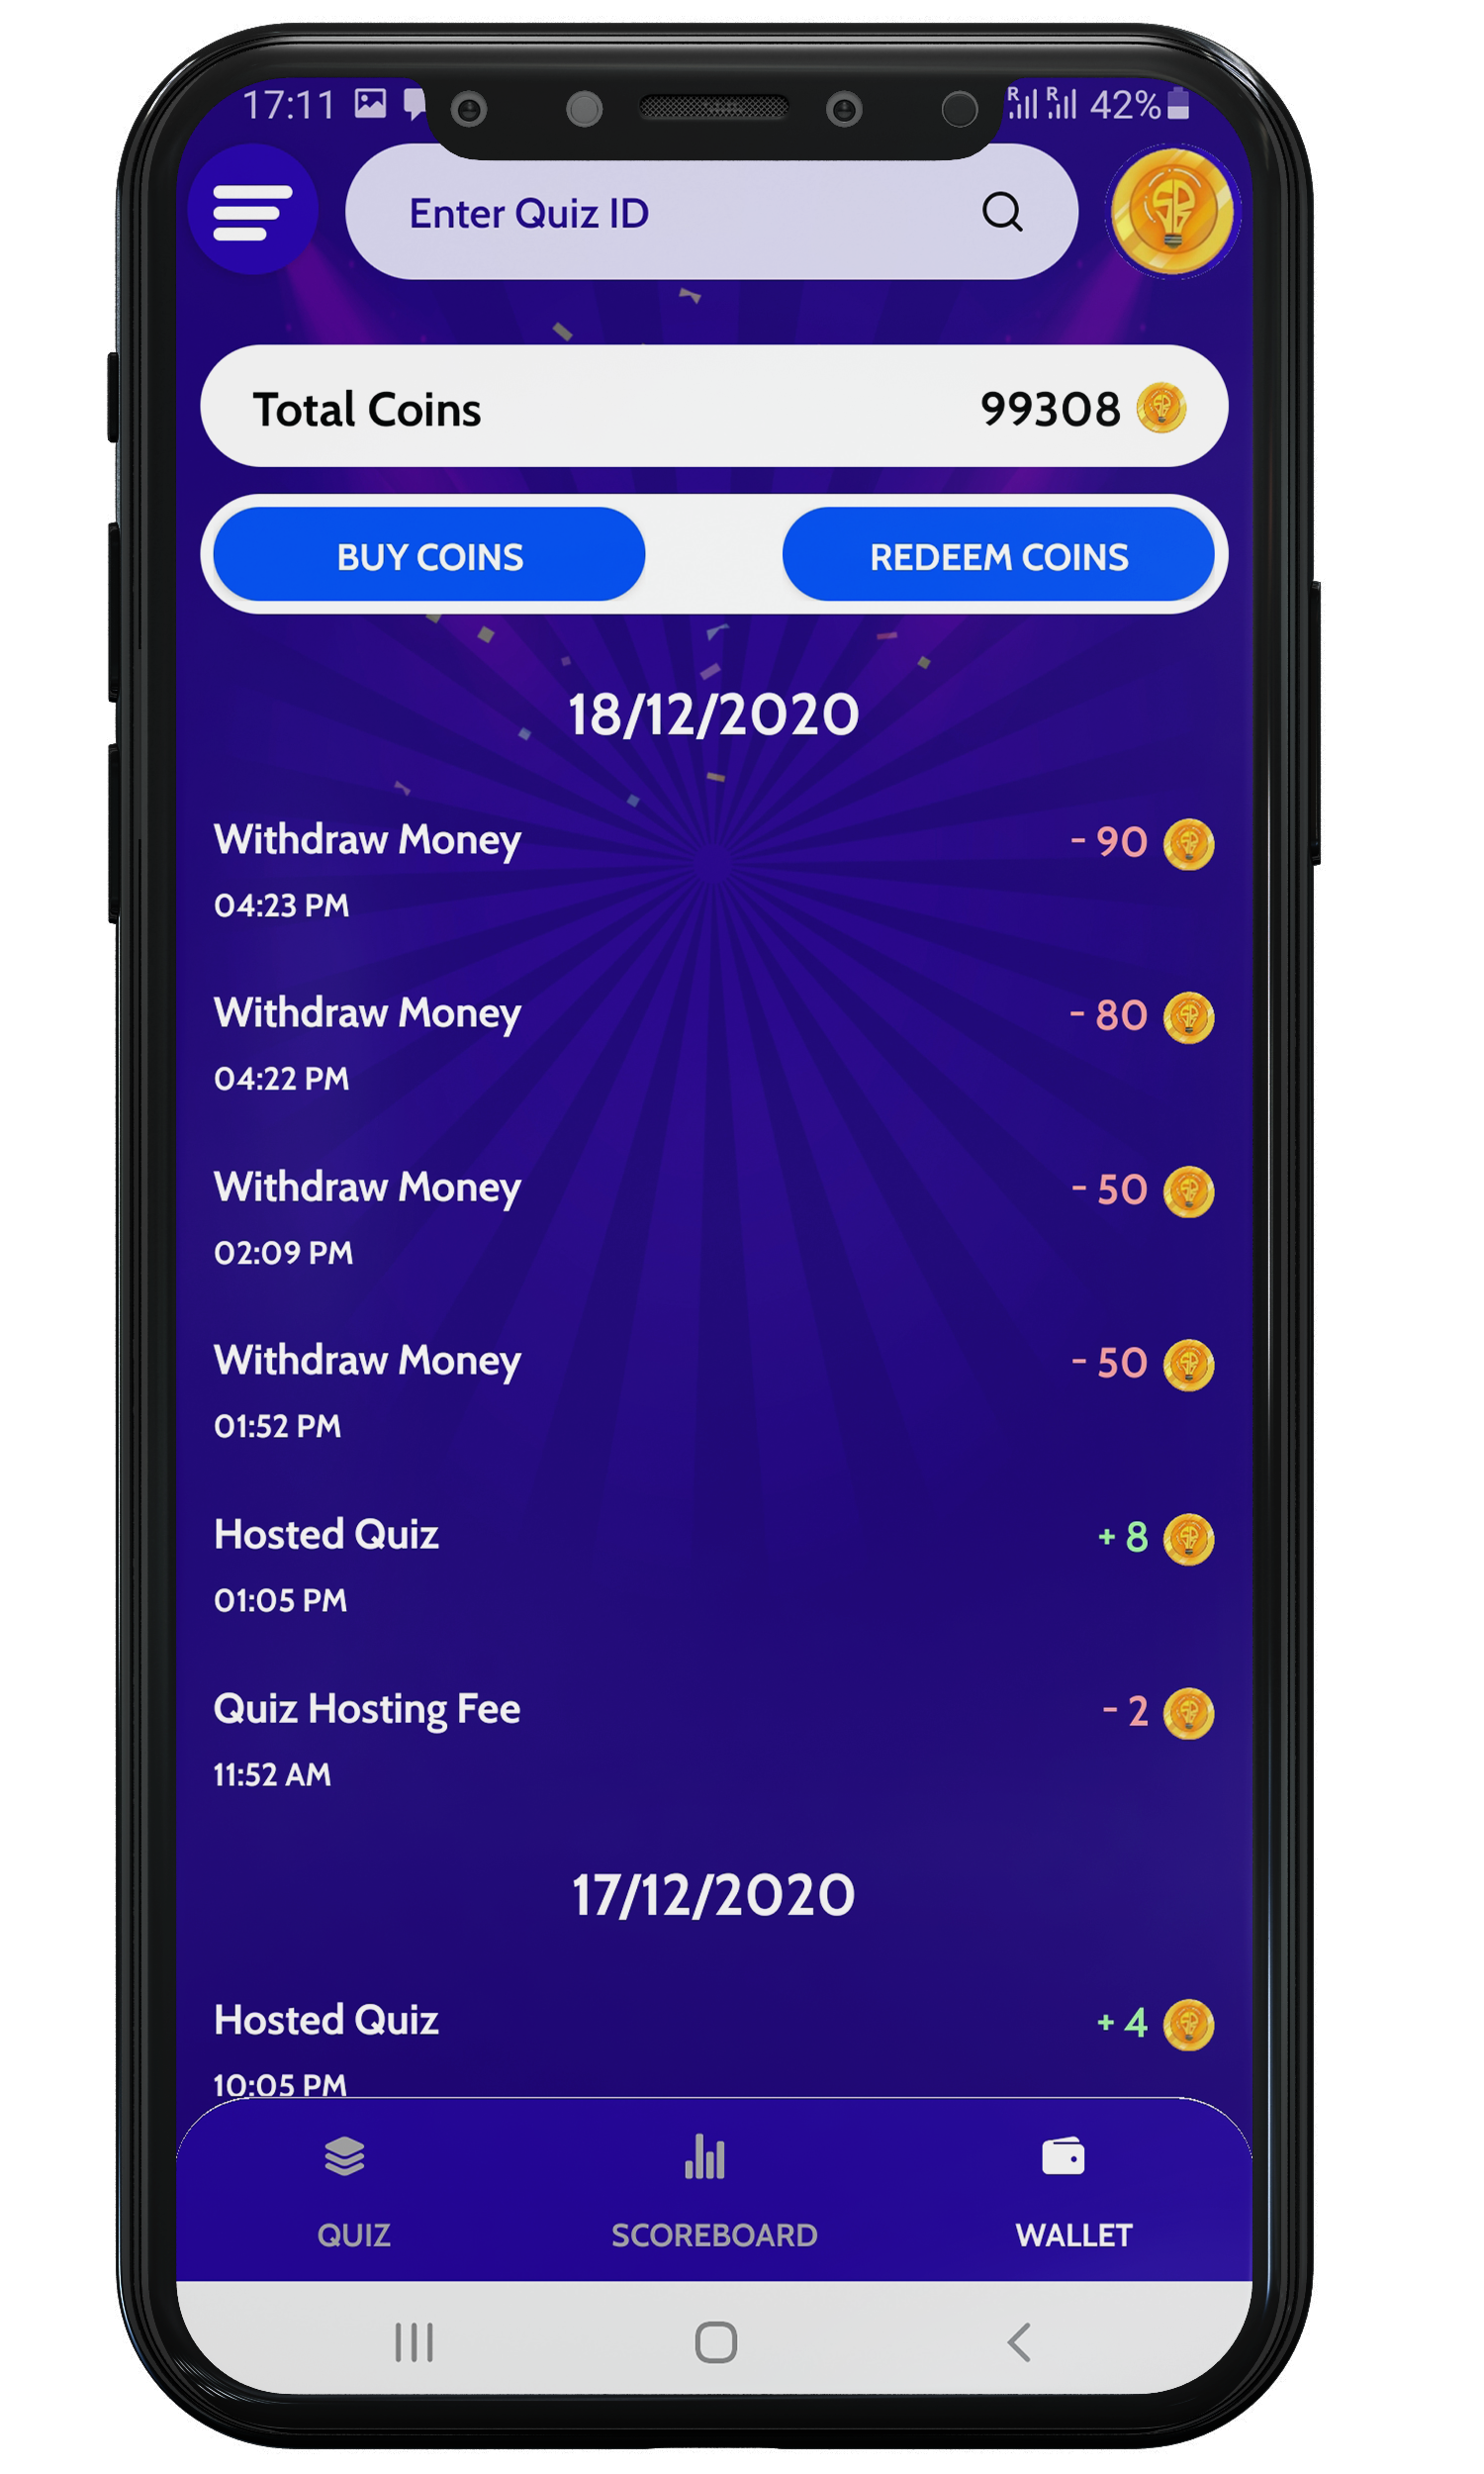 17:11 R R 42%
Enter Quiz ID
Total Coins 99308
BUY COINS REDEEM COINS
18/12/2020
Withdraw Money - 90
04:23 PM
Withdraw Money - 80
04:22 PM
Withdraw Money - 50
02:09 PM
Withdraw Money - 50
01:52 PM
Hosted Quiz + 8
01:05 PM
Quiz Hosting Fee - 2
11:52 AM
17/12/2020
Hosted Quiz + 4
10:05 PM
QUIZ SCOREBOARD WALLET